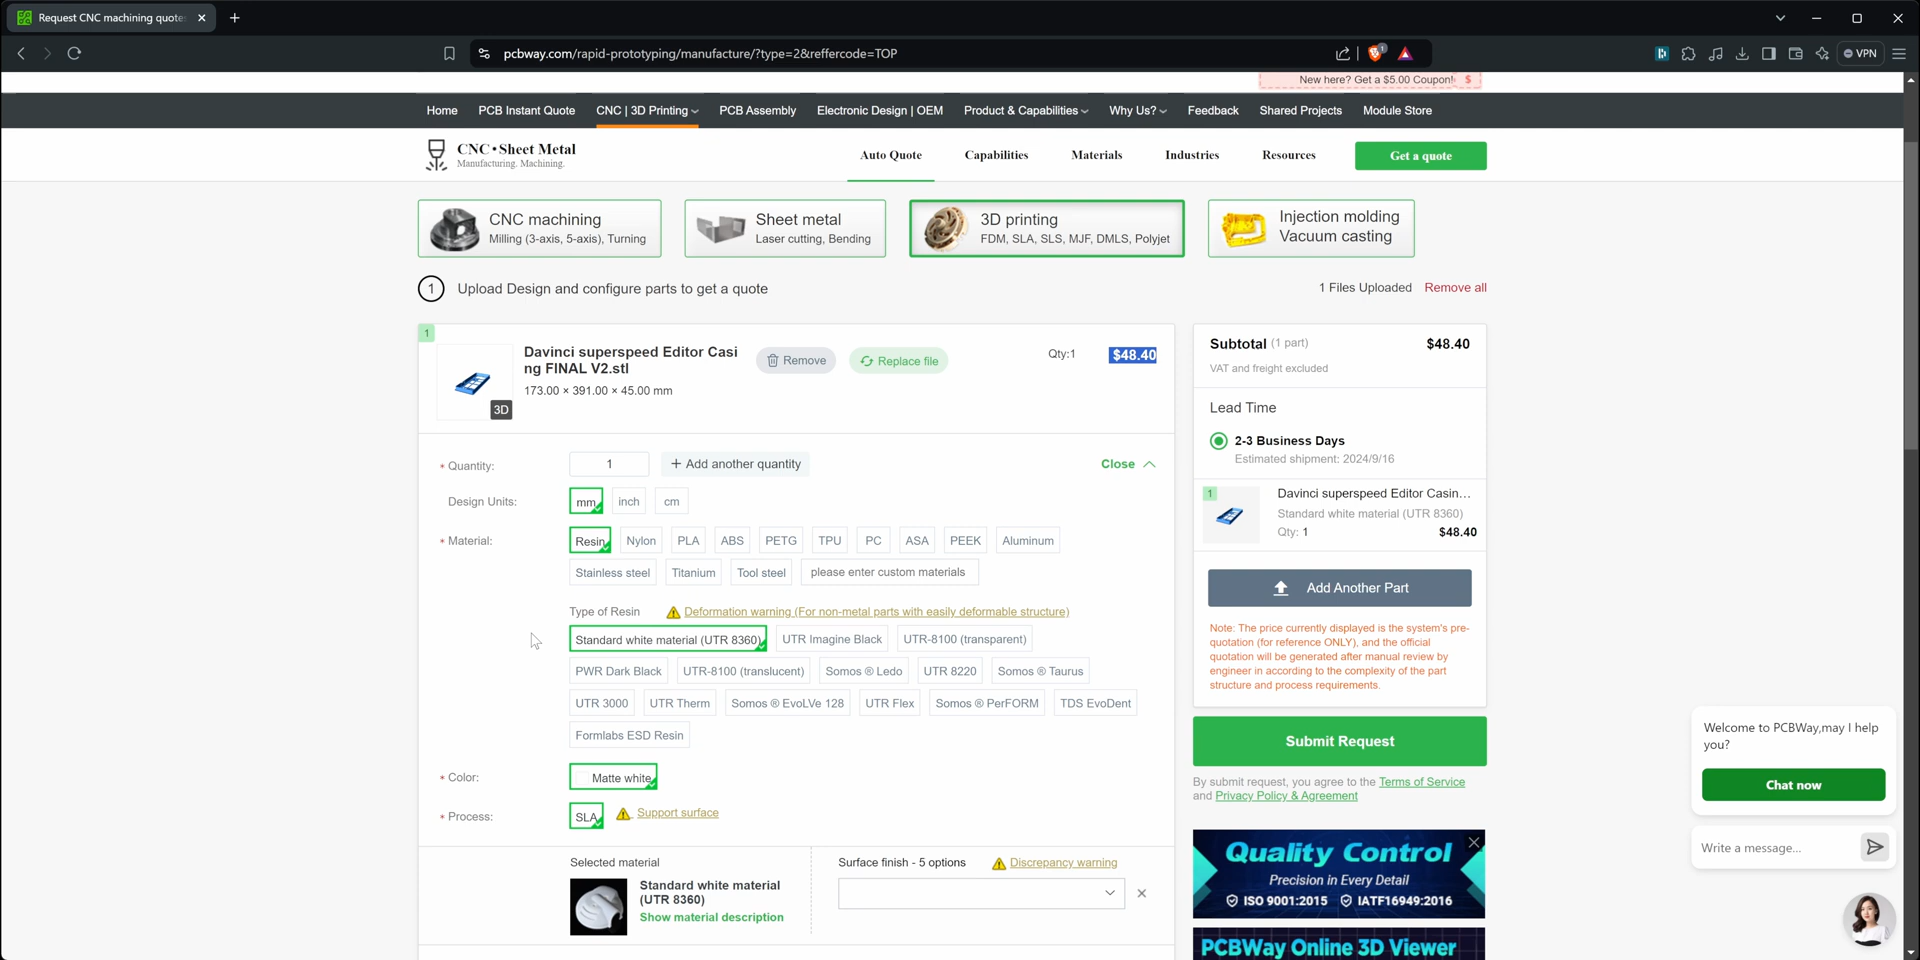 Request CNC machining quote:
pcbway.com/rapid-prototyping/manufacture/?type=2&reffercode=TOP
1
VPN
New here? Get a $5.00 Coupon! $
Home PCB Instant Quote CNC | 3D Printing PCB Assembly Electronic Design | OEM Product & Capabilities Why Us? Feedback Shared Projects Module Store
CNC•Sheet Metal
Manufacturing. Machining.
Auto Quote Capabilities Materials Industries Resources Get a quote
CNC machining
Milling (3-axis, 5-axis), Turning
Sheet metal
Laser cutting, Bending
3D printing
FDM, SLA, SLS, MJF, DMLS, Polyjet
Injection molding
Vacuum casting
1 Upload Design and configure parts to get a quote
1 Files Uploaded Remove all
1
3D
Davinci superspeed Editor Casi
ng FINAL V2.stl
173.00 × 391.00 × 45.00 mm
Remove
Replace file
Qty:1
$48.40
* Quantity: 1 + Add another quantity Close
Design Units: mm inch cm
* Material: Resin Nylon PLA ABS PETG TPU PC ASA PEEK Aluminum
Stainless steel Titanium Tool steel please enter custom materials
Type of Resin Deformation warning (For non-metal parts with easily deformable structure)
Standard white material (UTR 8360) UTR Imagine Black UTR-8100 (transparent)
PWR Dark Black UTR-8100 (translucent) Somos ® Ledo UTR 8220 Somos ® Taurus
UTR 3000 UTR Therm Somos ® EvoLVe 128 UTR Flex Somos ® PerFORM TDS EvoDent
Formlabs ESD Resin
* Color: Matte white
* Process: SLA Support surface
Selected material
Standard white material
(UTR 8360)
Show material description
Surface finish - 5 options Discrepancy warning
Subtotal (1 part) $48.40
VAT and freight excluded
Lead Time
2-3 Business Days
Estimated shipment: 2024/9/16
1
Davinci superspeed Editor Casin...
Standard white material (UTR 8360)
Qty: 1 $48.40
Add Another Part
Note: The price currently displayed is the system's pre-
quotation (for reference ONLY), and the official
quotation will be generated after manual review by
engineer in according to the complexity of the part
structure and process requirements.
Submit Request
By submit request, you agree to the Terms of Service
and Privacy Policy & Agreement
Quality Control
Precision in Every Detail
ISO 9001:2015 IATF16949:2016
PCBWay Online 3D Viewer
Welcome to PCBWay,may I help
you?
Chat now
Write a message...